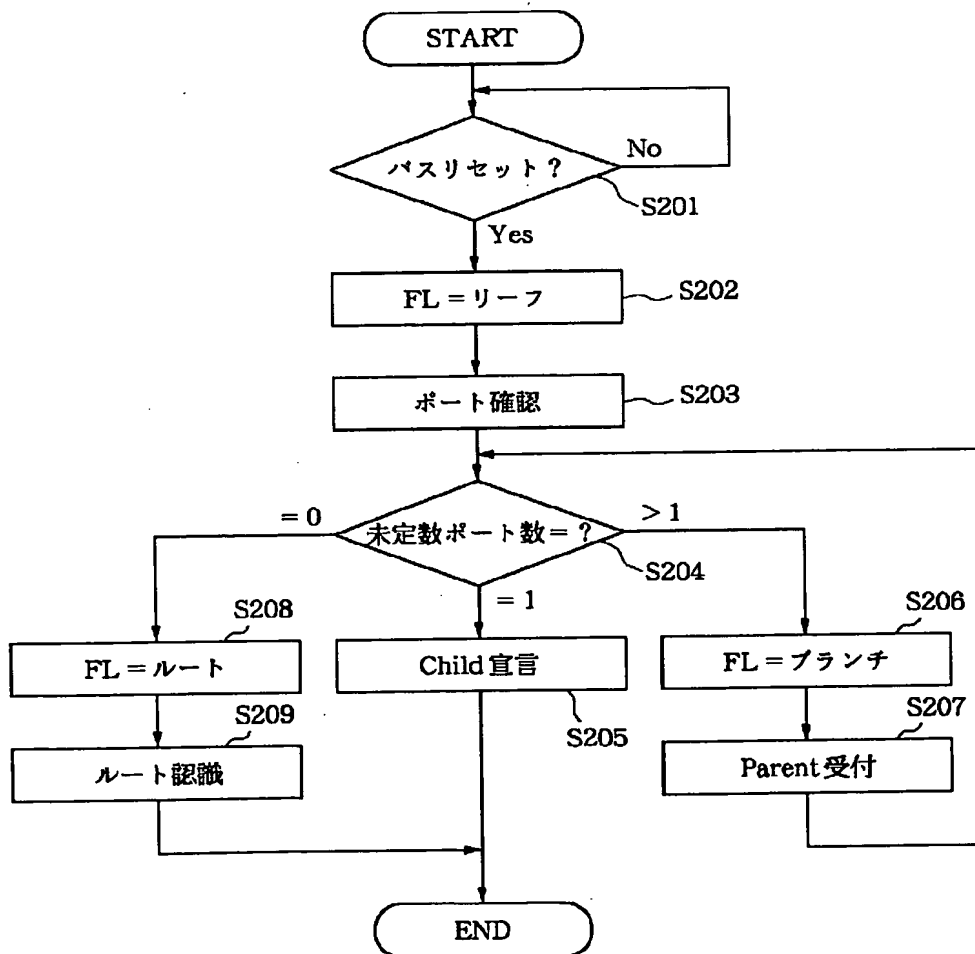 START
バスリセット?
No
S201
Yes
FL=リーフ
S202
ポート確認
S203
=0
未定数ポート数=?
>1
S204
=1
S208
FL=ルート
Child宣言
S205
S206
FL=ブランチ
S209
ルート認識
S207
Parent受付
END